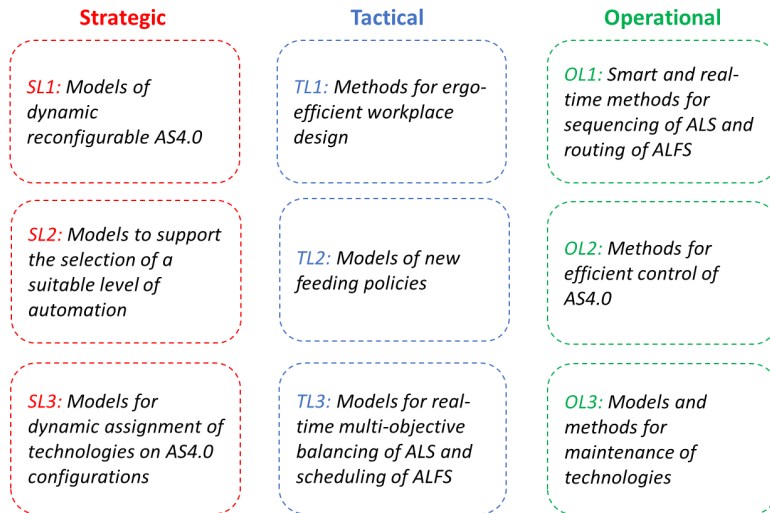 Strategic
Tactical
Operational
SL1: Models of
dynamic
reconfigurable AS4.0
TL1: Methods for ergo-
efficient workplace
design
OL1: Smart and real-
time methods for
sequencing of ALS and
routing of ALFS
SL2: Models to support
the selection of a
suitable level of
automation
TL2: Models of new
feeding policies
OL2: Methods for
efficient control of
AS4.0
SL3: Models for
dynamic assignment of
technologies on AS4.0
configurations
TL3: Models for real-
time multi-objective
balancing of ALS and
scheduling of ALFS
OL3: Models and
methods for
maintenance of
technologies